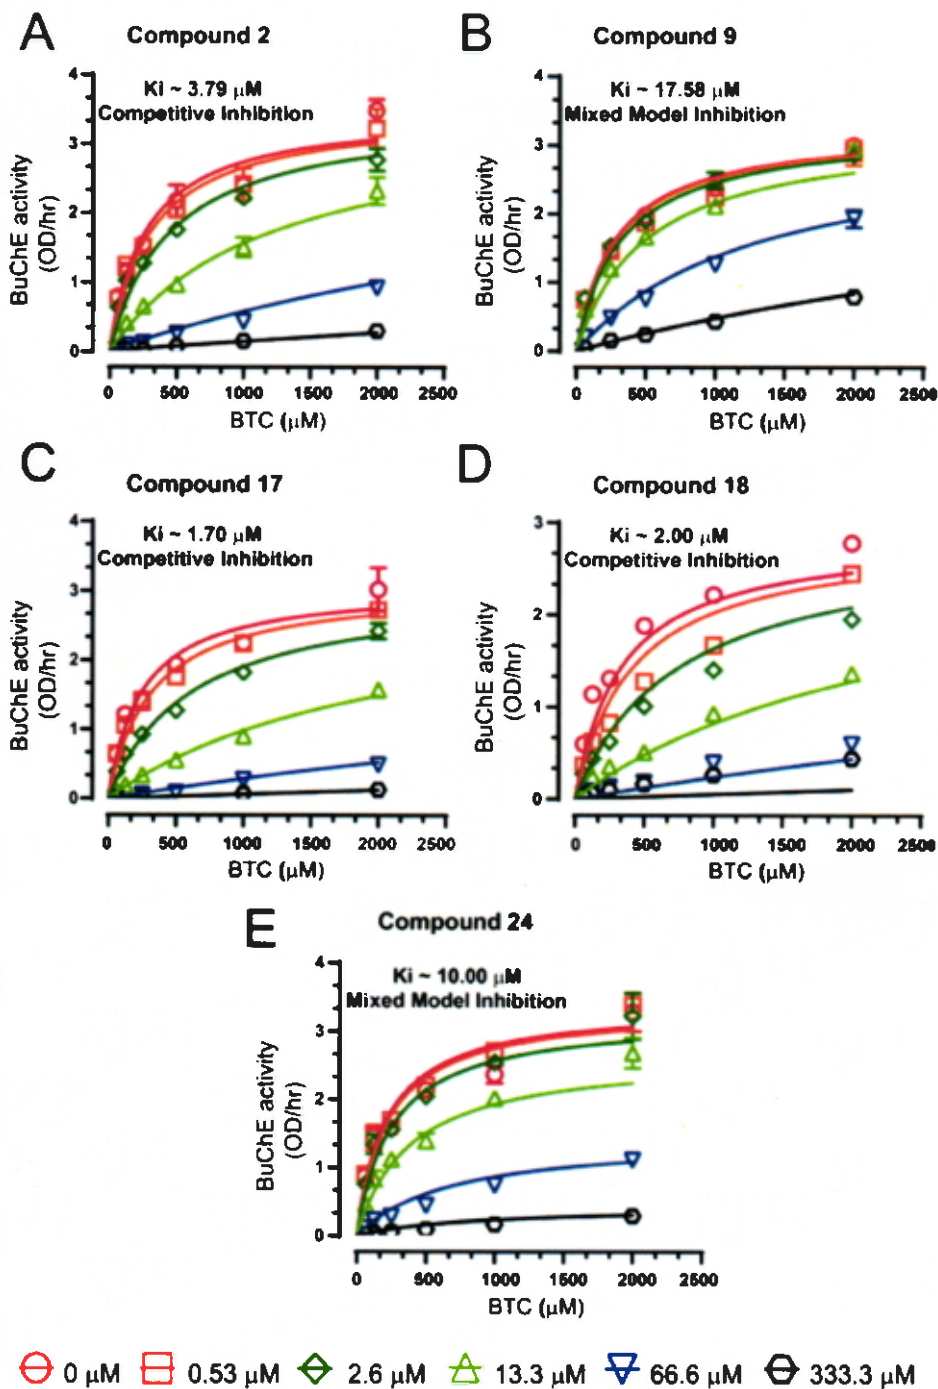 A
Compound 2
Ki ~ 3.79 µM
Competitive Inhibition
BuChE activity
(OD/hr)
4
3
2
1
0
0 500 1000 1500 2000 2500
BTC (µM)
B
Compound 9
Ki ~ 17.58 µM
Mixed Model Inhibition
BuChE activity
(OD/hr)
4
3
2
1
0
0 500 1000 1500 2000 2500
BTC (µM)
C
Compound 17
Ki ~ 1.70 µM
Competitive Inhibition
BuChE activity
(OD/hr)
4
3
2
1
0
0 500 1000 1500 2000 2500
BTC (µM)
D
Compound 18
Ki ~ 2.00 µM
Competitive Inhibition
BuChE activity
(OD/hr)
3
2
1
0
0 500 1000 1500 2000 2500
BTC (µM)
E
Compound 24
Ki ~ 10.00 µM
Mixed Model Inhibition
BuChE activity
(OD/hr)
4
3
2
1
0
0 500 1000 1500 2000 2500
BTC (µM)
0 µM 0.53 µM 2.6 µM 13.3 µM 66.6 µM 333.3 µM